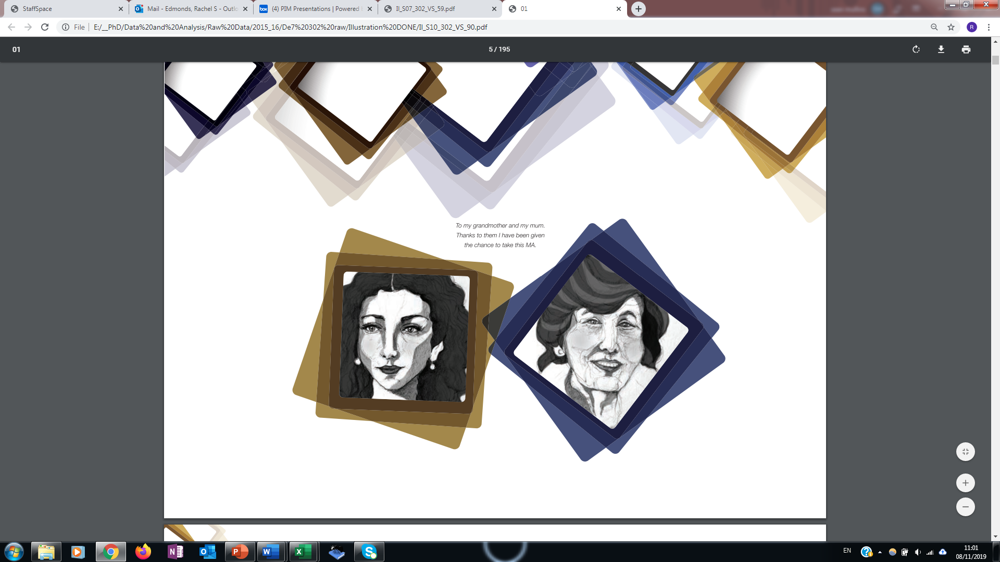 StaffSpace
Mail - Edmonds, Rachel S - Outlo
box
(4) PIM Presentations | Powered
Il_S07_302_VS_59.pdf
01
File
E:/__PhD/Data%20and%20Analysis/Raw%20Data/2015_16/De7%20302%20raw/Illustration%20DONE/Il_S10_302_VS_90.pdf
R
01
5 / 195
To my grandmother and my mum.
Thanks to them I have been given
the chance to take this MA.
EN
11:01
08/11/2019